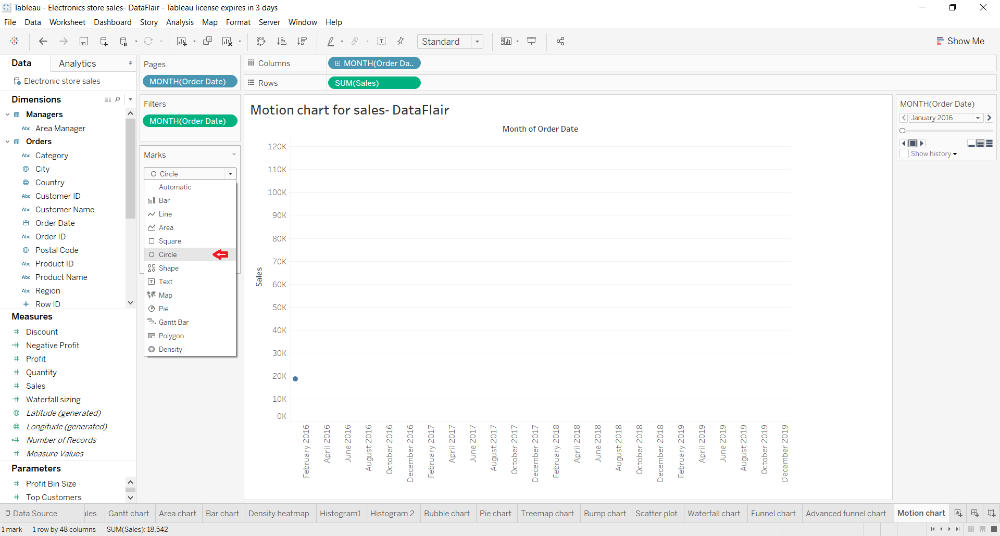 Tableau - Electronics store sales- DataFlair - Tableau license expires in 3 days
File Data Worksheet Dashboard Story Analysis Map Format Server Window Help
Standard
Show Me
Data Analytics
Electronic store sales
Dimensions
Managers
Abc Area Manager
Orders
Abc Category
City
Country
Abc Customer ID
Abc Customer Name
Order Date
Abc Order ID
Postal Code
Abc Product ID
Abc Product Name
Abc Region
# Row ID
Measures
# Discount
=# Negative Profit
# Profit
# Quantity
# Sales
=# Waterfall sizing
Latitude (generated)
Longitude (generated)
=# Number of Records
# Measure Values
Parameters
# Profit Bin Size
# Top Customers
Pages
MONTH(Order Date)
Filters
MONTH(Order Date)
Marks
Circle
Automatic
Bar
Line
Area
Square
Circle
Shape
Text
Map
Pie
Gantt Bar
Polygon
Density
Columns MONTH(Order Da..
Rows SUM(Sales)
Motion chart for sales- DataFlair
Month of Order Date
Sales
120K
110K
100K
90K
80K
70K
60K
50K
40K
30K
20K
10K
0K
February 2016
April 2016
June 2016
August 2016
October 2016
December 2016
February 2017
April 2017
June 2017
August 2017
October 2017
December 2017
February 2018
April 2018
June 2018
August 2018
October 2018
December 2018
February 2019
April 2019
June 2019
August 2019
October 2019
December 2019
MONTH(Order Date)
January 2016
Show history
Data Source ales Gantt chart Area chart Bar chart Density heatmap Histogram1 Histogram 2 Bubble chart Pie chart Treemap chart Bump chart Scatter plot Waterfall chart Funnel chart Advanced funnel chart Motion chart
1 mark 1 row by 48 columns SUM(Sales): 18,542